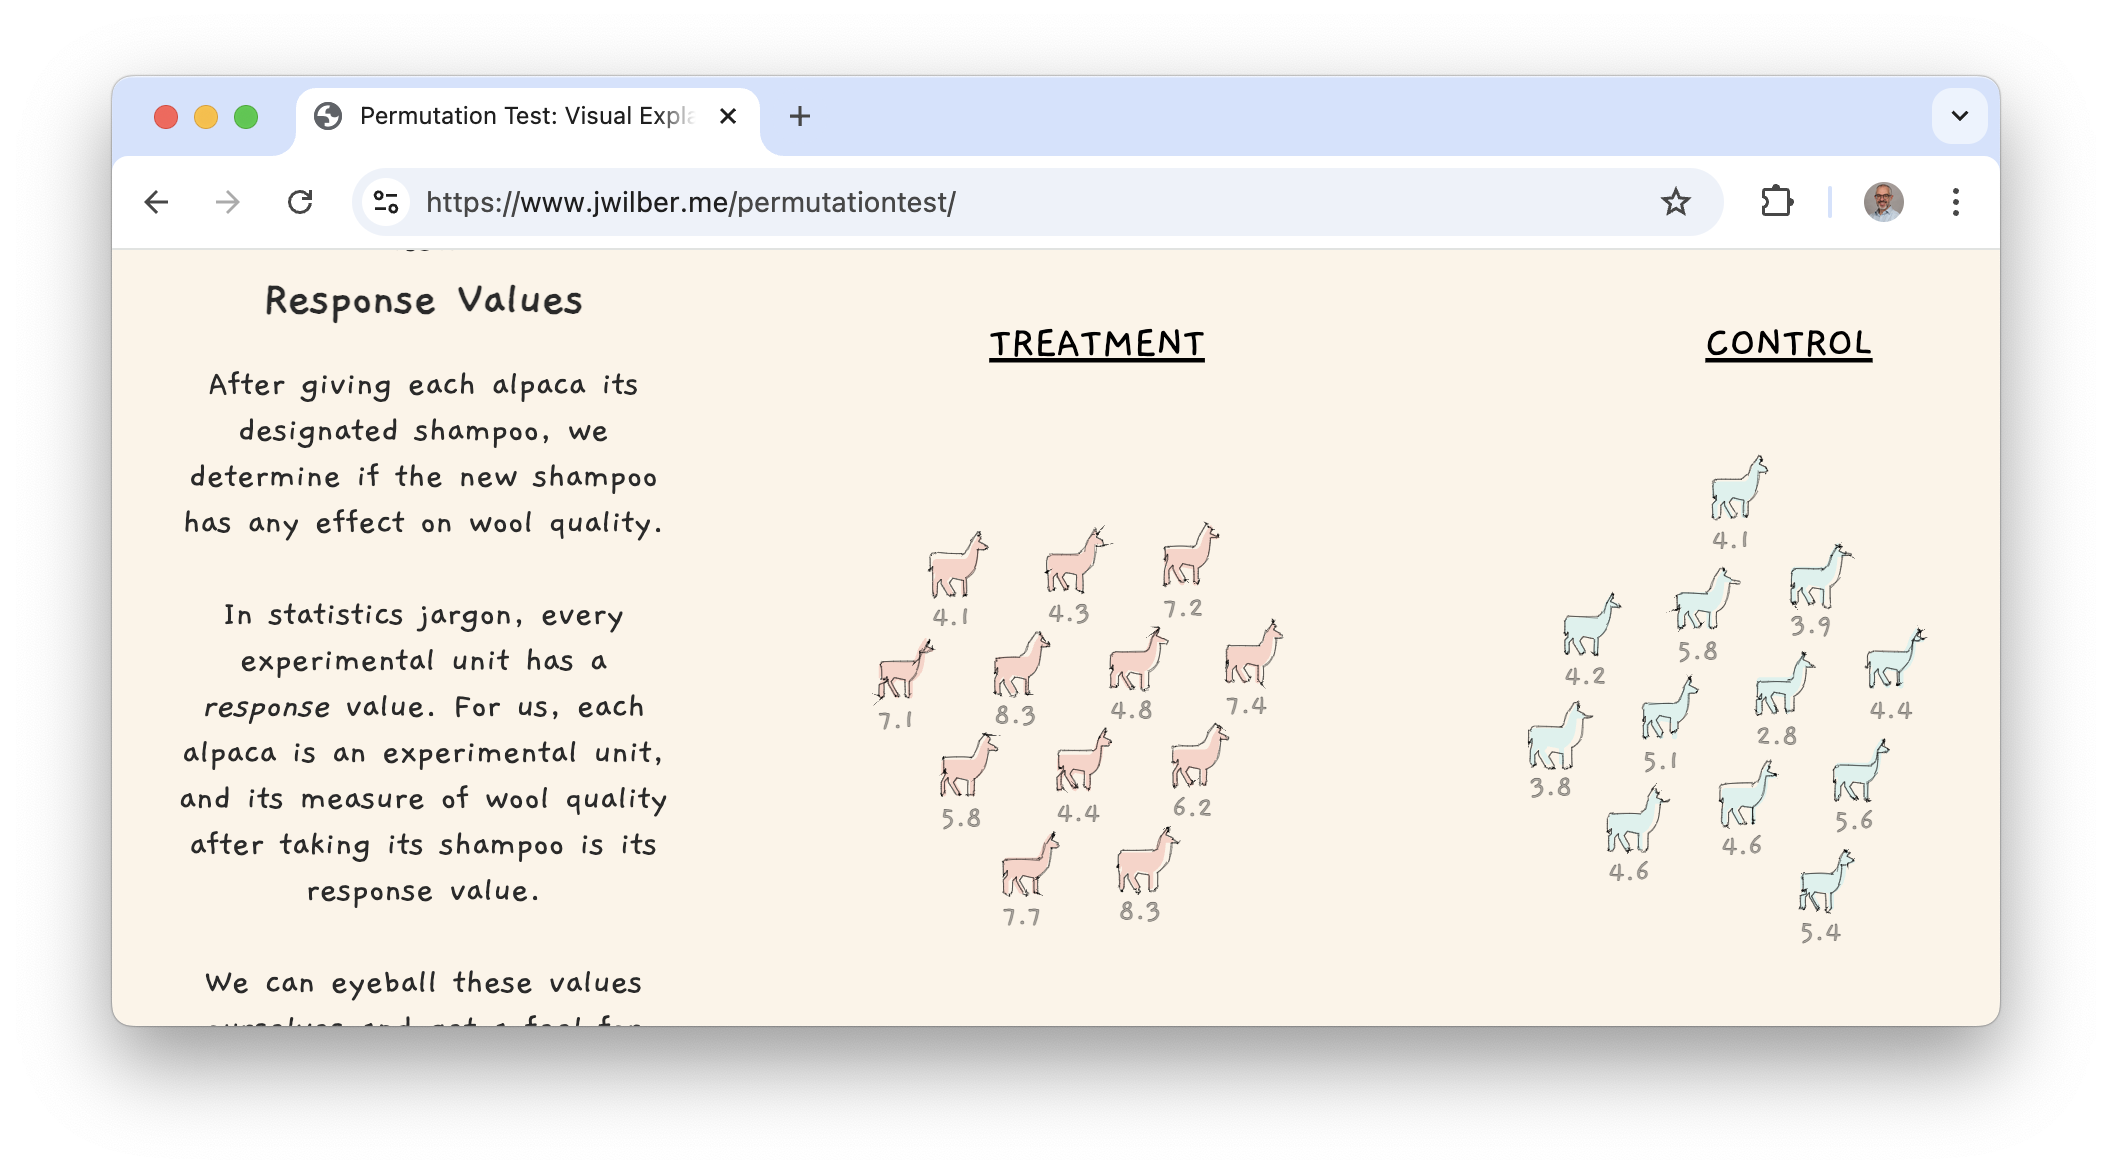 Permutation Test: Visual Expla
https://www.jwilber.me/permutationtest/
Response Values
After giving each alpaca its
designated shampoo, we
determine if the new shampoo
has any effect on wool quality.
In statistics jargon, every
experimental unit has a
response value. For us, each
alpaca is an experimental unit,
and its measure of wool quality
after taking its shampoo is its
response value.
We can eyeball these values
ourselves and get a feel for
TREATMENT
4.1 4.3 7.2
7.1 8.3 4.8 7.4
5.8 4.4 6.2
7.7 8.3
CONTROL
4.1
4.2 5.8 3.9
3.8 5.1 2.8 4.4
4.6 4.6 5.6
5.4